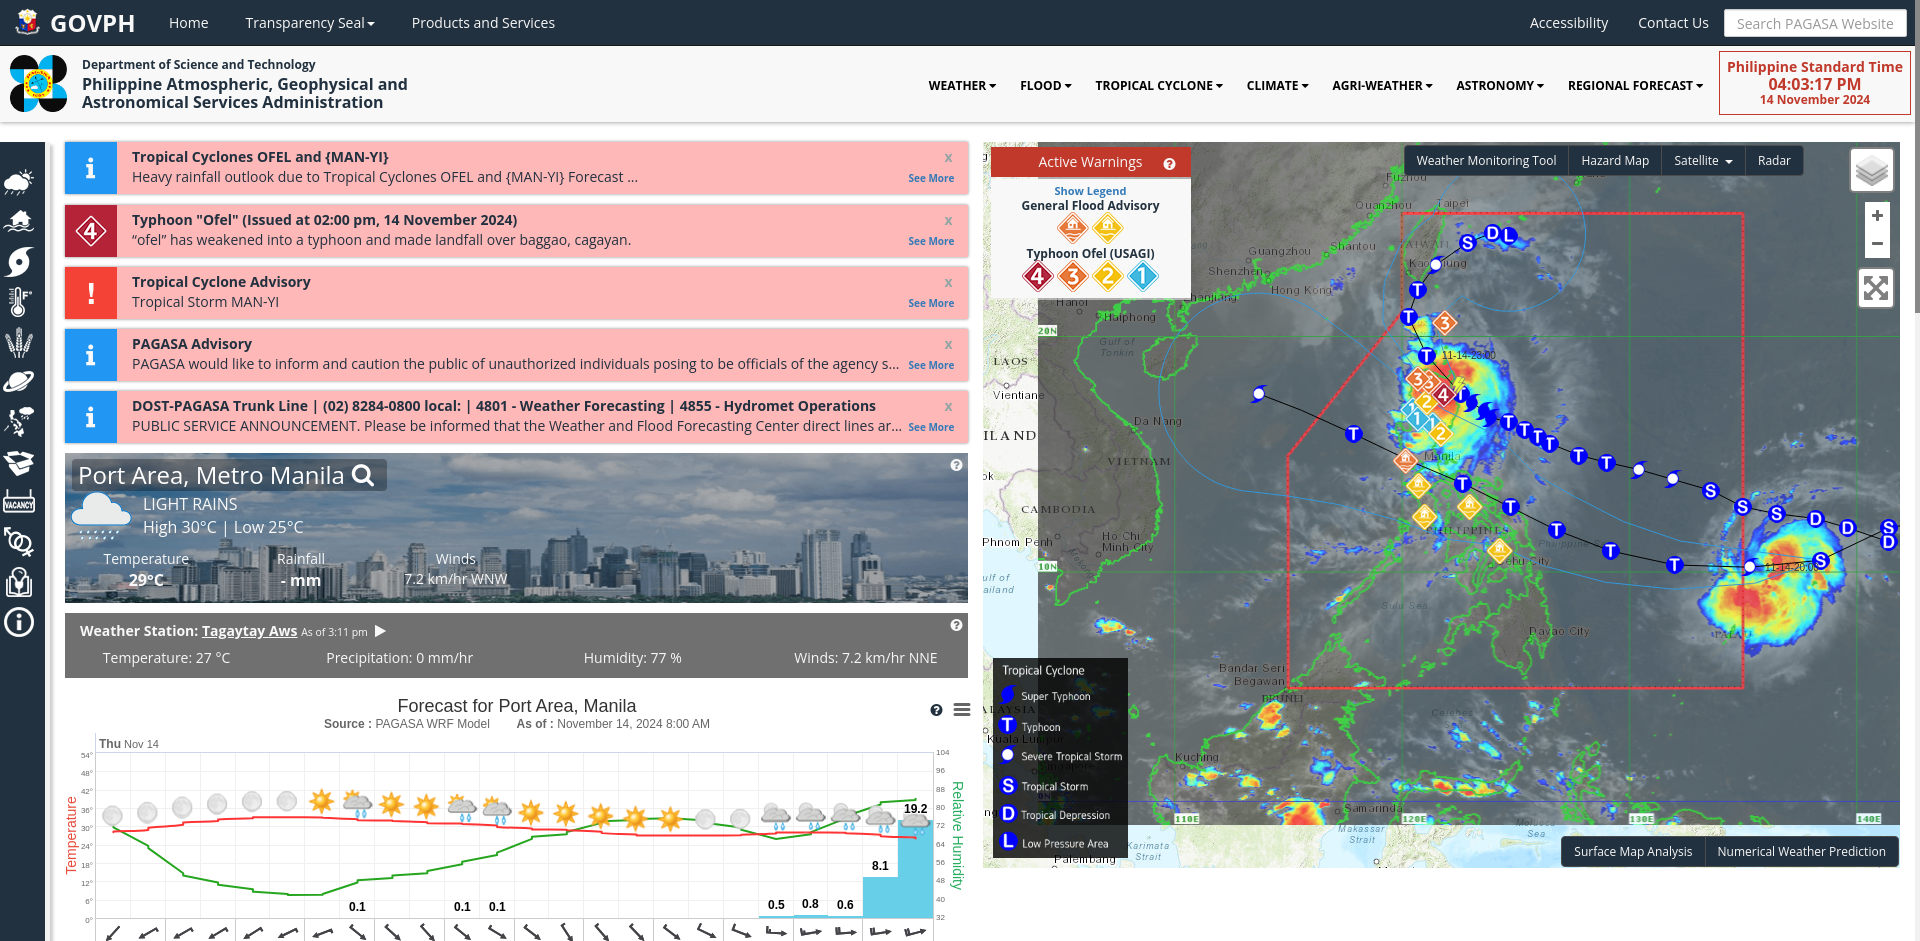 GOVPH
Home
Transparency Seal
Products and Services
Accessibility
Contact Us
Search PAGASA Website
Department of Science and Technology
Philippine Atmospheric, Geophysical and
Astronomical Services Administration
WEATHER
FLOOD
TROPICAL CYCLONE
CLIMATE
AGRI-WEATHER
ASTRONOMY
REGIONAL FORECAST
Philippine Standard Time
04:03:17 PM
14 November 2024
Tropical Cyclones OFEL and {MAN-YI}
x
Heavy rainfall outlook due to Tropical Cyclones OFEL and {MAN-YI} Forecast ...
See More
4
Typhoon "Ofel" (Issued at 02:00 pm, 14 November 2024)
x
“ofel” has weakened into a typhoon and made landfall over baggao, cagayan.
See More
!
Tropical Cyclone Advisory
x
Tropical Storm MAN-YI
See More
PAGASA Advisory
x
PAGASA would like to inform and caution the public of unauthorized individuals posing to be officials of the agency s...
See More
DOST-PAGASA Trunk Line | (02) 8284-0800 local: | 4801 - Weather Forecasting | 4855 - Hydromet Operations
x
PUBLIC SERVICE ANNOUNCEMENT. Please be informed that the Weather and Flood Forecasting Center direct lines ar...
See More
VACANCY
Port Area, Metro Manila
LIGHT RAINS
High 30°C | Low 25°C
Temperature
Rainfall
Winds
29°C
- mm
7.2 km/hr WNW
Weather Station: Tagaytay Aws As of 3:11 pm
Temperature: 27 °C
Precipitation: 0 mm/hr
Humidity: 77 %
Winds: 7.2 km/hr NNE
Forecast for Port Area, Manila
Source : PAGASA WRF Model As of : November 14, 2024 8:00 AM
Thu Nov 14
Temperature
54°
48°
42°
36°
30°
24°
18°
12°
6°
0°
104
96
88
80
72
64
56
48
40
32
Relative Humidity
0.1
0.1
0.1
0.5
0.8
0.6
8.1
19.2
Active Warnings
Show Legend
General Flood Advisory
Typhoon Ofel (USAGI)
4
3
2
1
Weather Monitoring Tool
Hazard Map
Satellite
Radar
+
−
Fuzhou
Quanzhou
Taipei
Guangzhou
Shantou
TAIWAN
Kaohsiung
Shenzhen
Hong Kong
Zhanjiang
Hanoi
Haiphong
20N
Gulf of
Tonkin
LAOS
Vientiane
11-14-23:00
Da Nang
VIETNAM
Manila
CAMBODIA
Phnom Penh
Ho Chi
Minh City
PHILIPPINES
Philippine Sea
Cebu City
10N
Sulu Sea
11-14-20:00
PALAU
Davao City
Bandar Seri
Begawan
BRUNEI
Celebes
Kuala Lumpur
Kuching
Samarinda
110E
120E
130E
140E
Makassar
Strait
Molucca
Sea
Karimata
Strait
Palembang
Tropical Cyclone
Super Typhoon
T Typhoon
Severe Tropical Storm
S Tropical Storm
D Tropical Depression
L Low Pressure Area
Surface Map Analysis
Numerical Weather Prediction